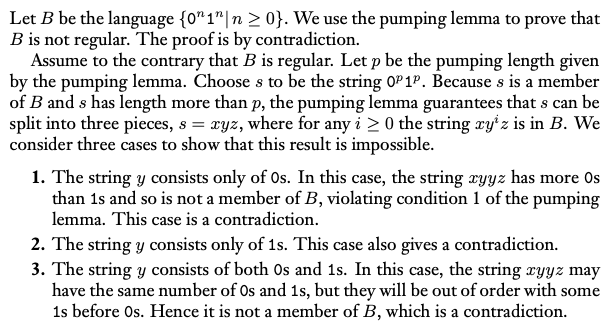 Let B be the language {0ⁿ1ⁿ| n ≥ 0}. We use the pumping lemma to prove that
B is not regular. The proof is by contradiction.
Assume to the contrary that B is regular. Let p be the pumping length given
by the pumping lemma. Choose s to be the string 0ᵖ1ᵖ. Because s is a member
of B and s has length more than p, the pumping lemma guarantees that s can be
split into three pieces, s = xyz, where for any i ≥ 0 the string xyⁱz is in B. We
consider three cases to show that this result is impossible.
1. The string y consists only of 0s. In this case, the string xyyz has more 0s
than 1s and so is not a member of B, violating condition 1 of the pumping
lemma. This case is a contradiction.
2. The string y consists only of 1s. This case also gives a contradiction.
3. The string y consists of both 0s and 1s. In this case, the string xyyz may
have the same number of 0s and 1s, but they will be out of order with some
1s before 0s. Hence it is not a member of B, which is a contradiction.